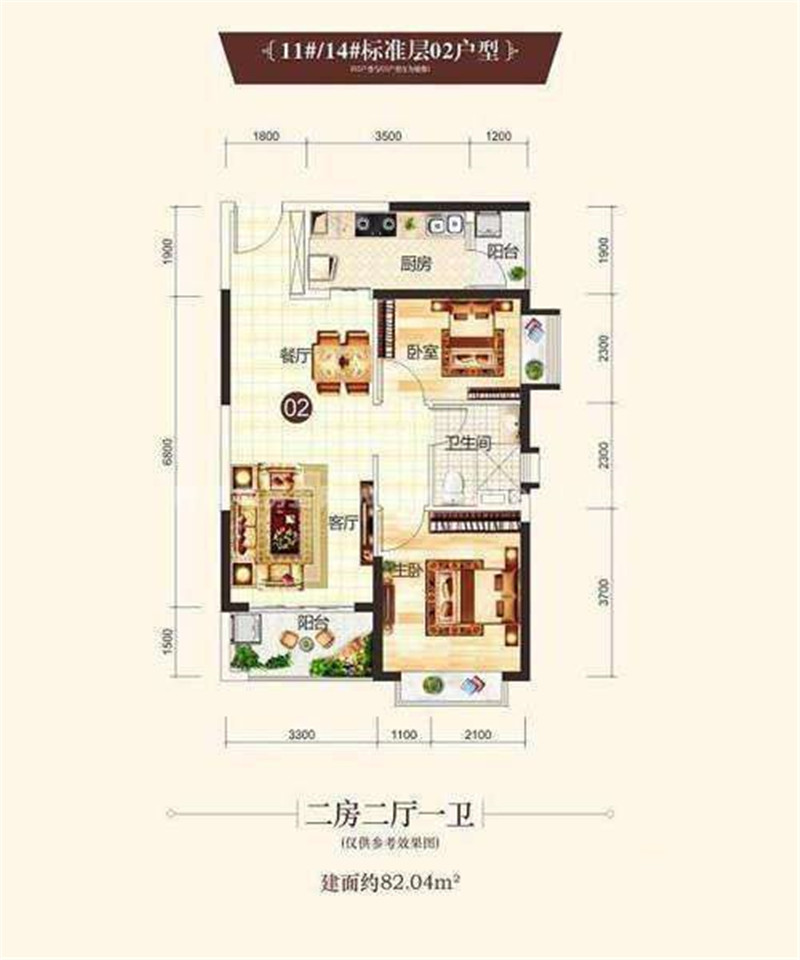 11#/14#标准层02户型
1800 3500 1200
1900 1900
阳台
厨房
2300
餐厅 卧室
02
6800 卫生间 2300
客厅
主卧 3700
阳台
1500
3300 1100 2100
二房二厅一卫
(仅供参考效果图)
建面约82.04m²